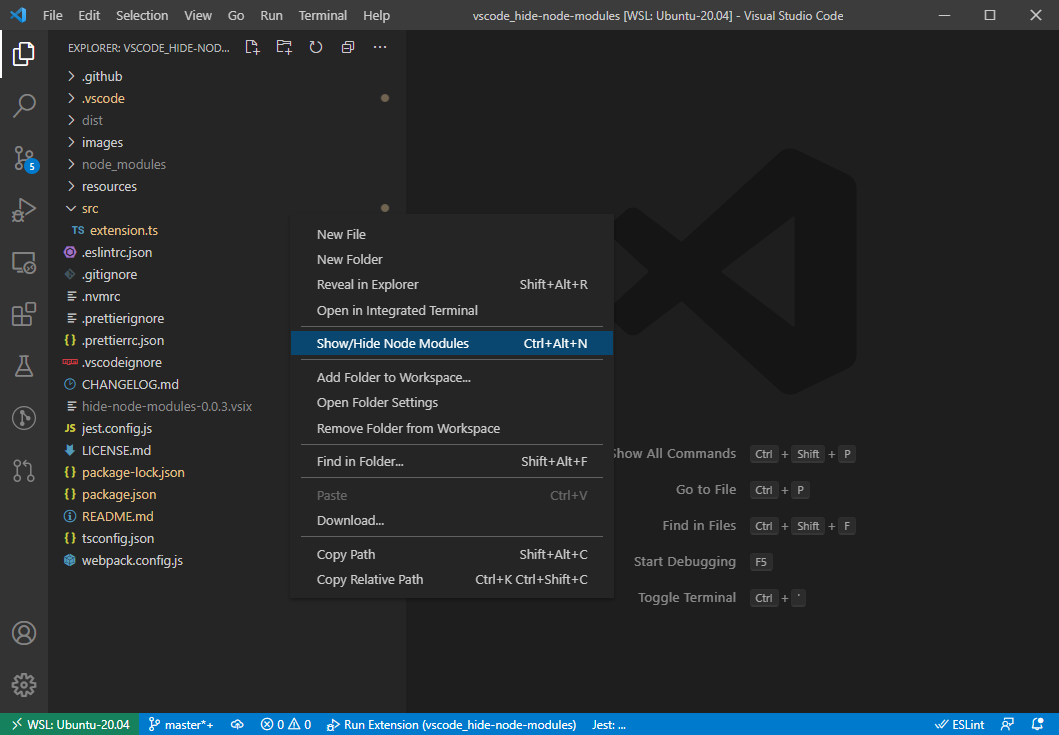 File Edit Selection View Go Run Terminal Help
vscode_hide-node-modules [WSL: Ubuntu-20.04] - Visual Studio Code
EXPLORER: VSCODE_HIDE-NOD...
.github
.vscode
dist
images
node_modules
resources
src
TS extension.ts
.eslintrc.json
.gitignore
.nvmrc
.prettierignore
{} .prettierrc.json
npm .vscodeignore
CHANGELOG.md
hide-node-modules-0.0.3.vsix
JS jest.config.js
LICENSE.md
{} package-lock.json
{} package.json
README.md
{} tsconfig.json
webpack.config.js
5
New File
New Folder
Reveal in Explorer Shift+Alt+R
Open in Integrated Terminal
Show/Hide Node Modules Ctrl+Alt+N
Add Folder to Workspace...
Open Folder Settings
Remove Folder from Workspace
Find in Folder... Shift+Alt+F
Paste Ctrl+V
Download...
Copy Path Shift+Alt+C
Copy Relative Path Ctrl+K Ctrl+Shift+C
Show All Commands Ctrl + Shift + P
Go to File Ctrl + P
Find in Files Ctrl + Shift + F
Start Debugging F5
Toggle Terminal Ctrl + `
WSL: Ubuntu-20.04 master*+ 0 0 Run Extension (vscode_hide-node-modules) Jest: ... ESLint